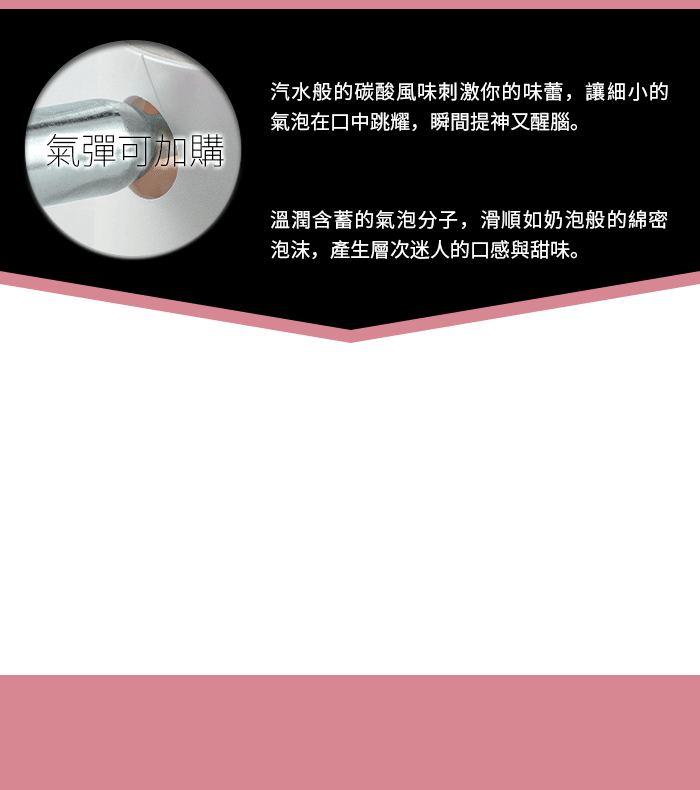 氣彈可加購
汽水般的碳酸風味刺激你的味蕾，讓細小的
氣泡在口中跳耀，瞬間提神又醒腦。
溫潤含蓄的氣泡分子，滑順如奶泡般的綿密
泡沫，產生層次迷人的口感與甜味。